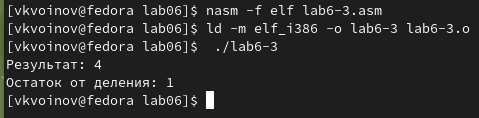 [vkvoinov@fedora lab06]$ nasm -f elf lab6-3.asm
[vkvoinov@fedora lab06]$ ld -m elf_i386 -o lab6-3 lab6-3.o
[vkvoinov@fedora lab06]$  ./lab6-3
Результат: 4
Остаток от деления: 1
[vkvoinov@fedora lab06]$